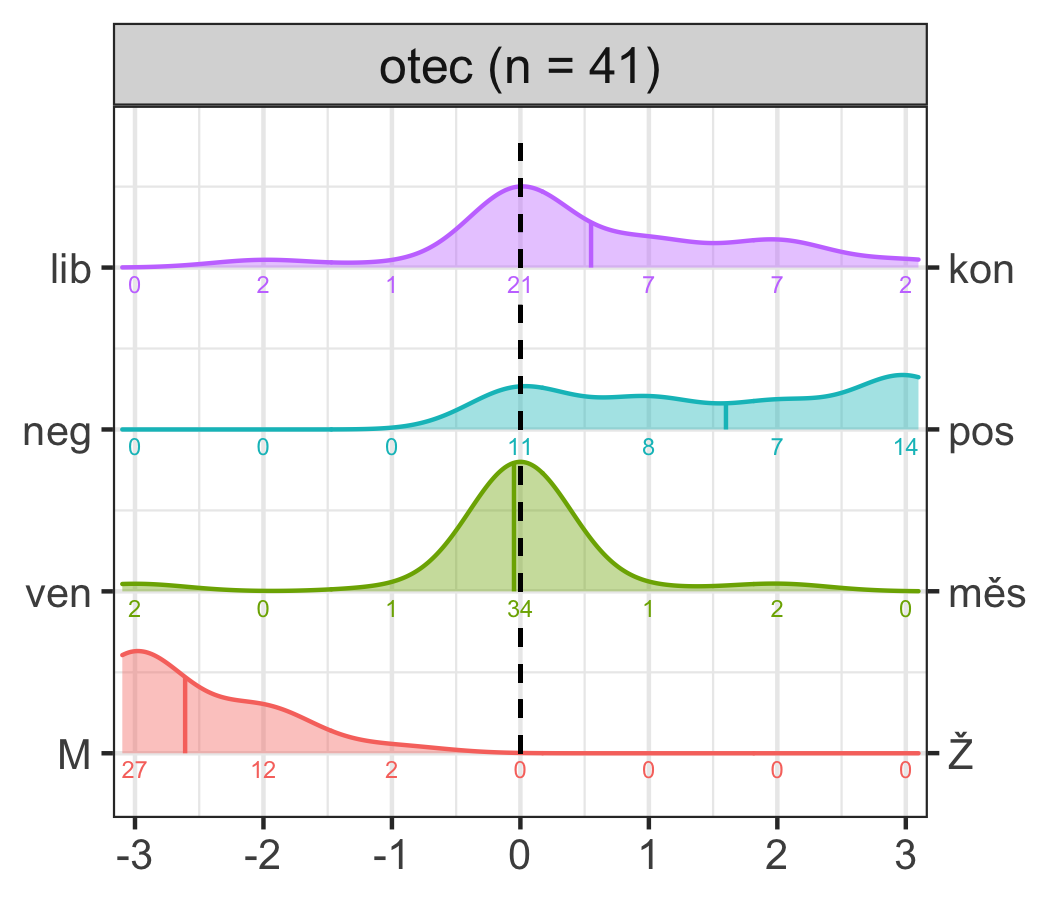 otec (n = 41)
lib kon
0 2 1 21 7 7 2
neg pos
0 0 0 11 8 7 14
ven měs
2 0 1 34 1 2 0
M Ž
27 12 2 0 0 0 0
-3 -2 -1 0 1 2 3